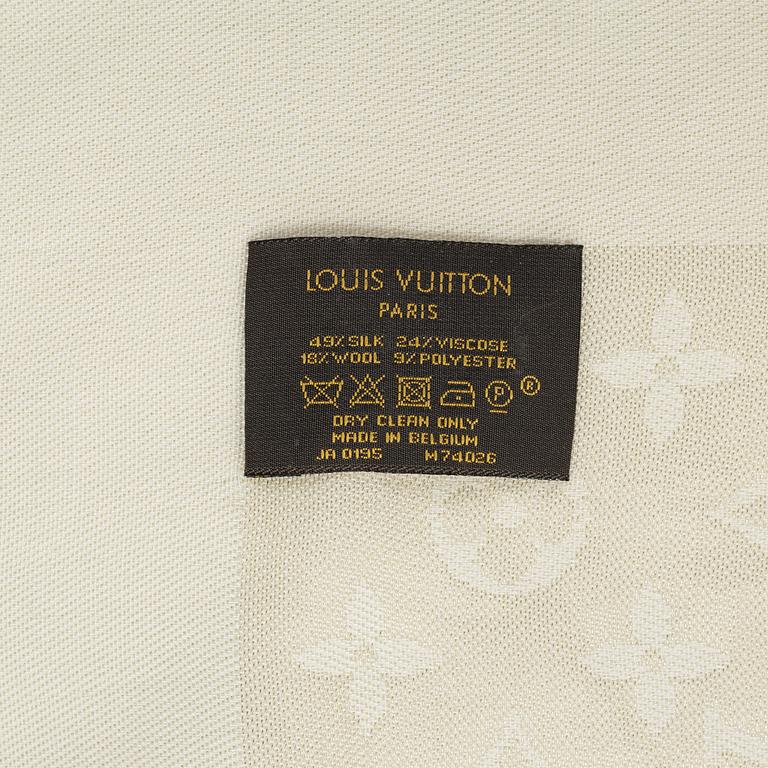 LOUIS VUITTON
PARIS
49% SILK 24% VISCOSE
18% WOOL 9% POLYESTER
P ®
DRY CLEAN ONLY
MADE IN BELGIUM
JA 0195 M74026